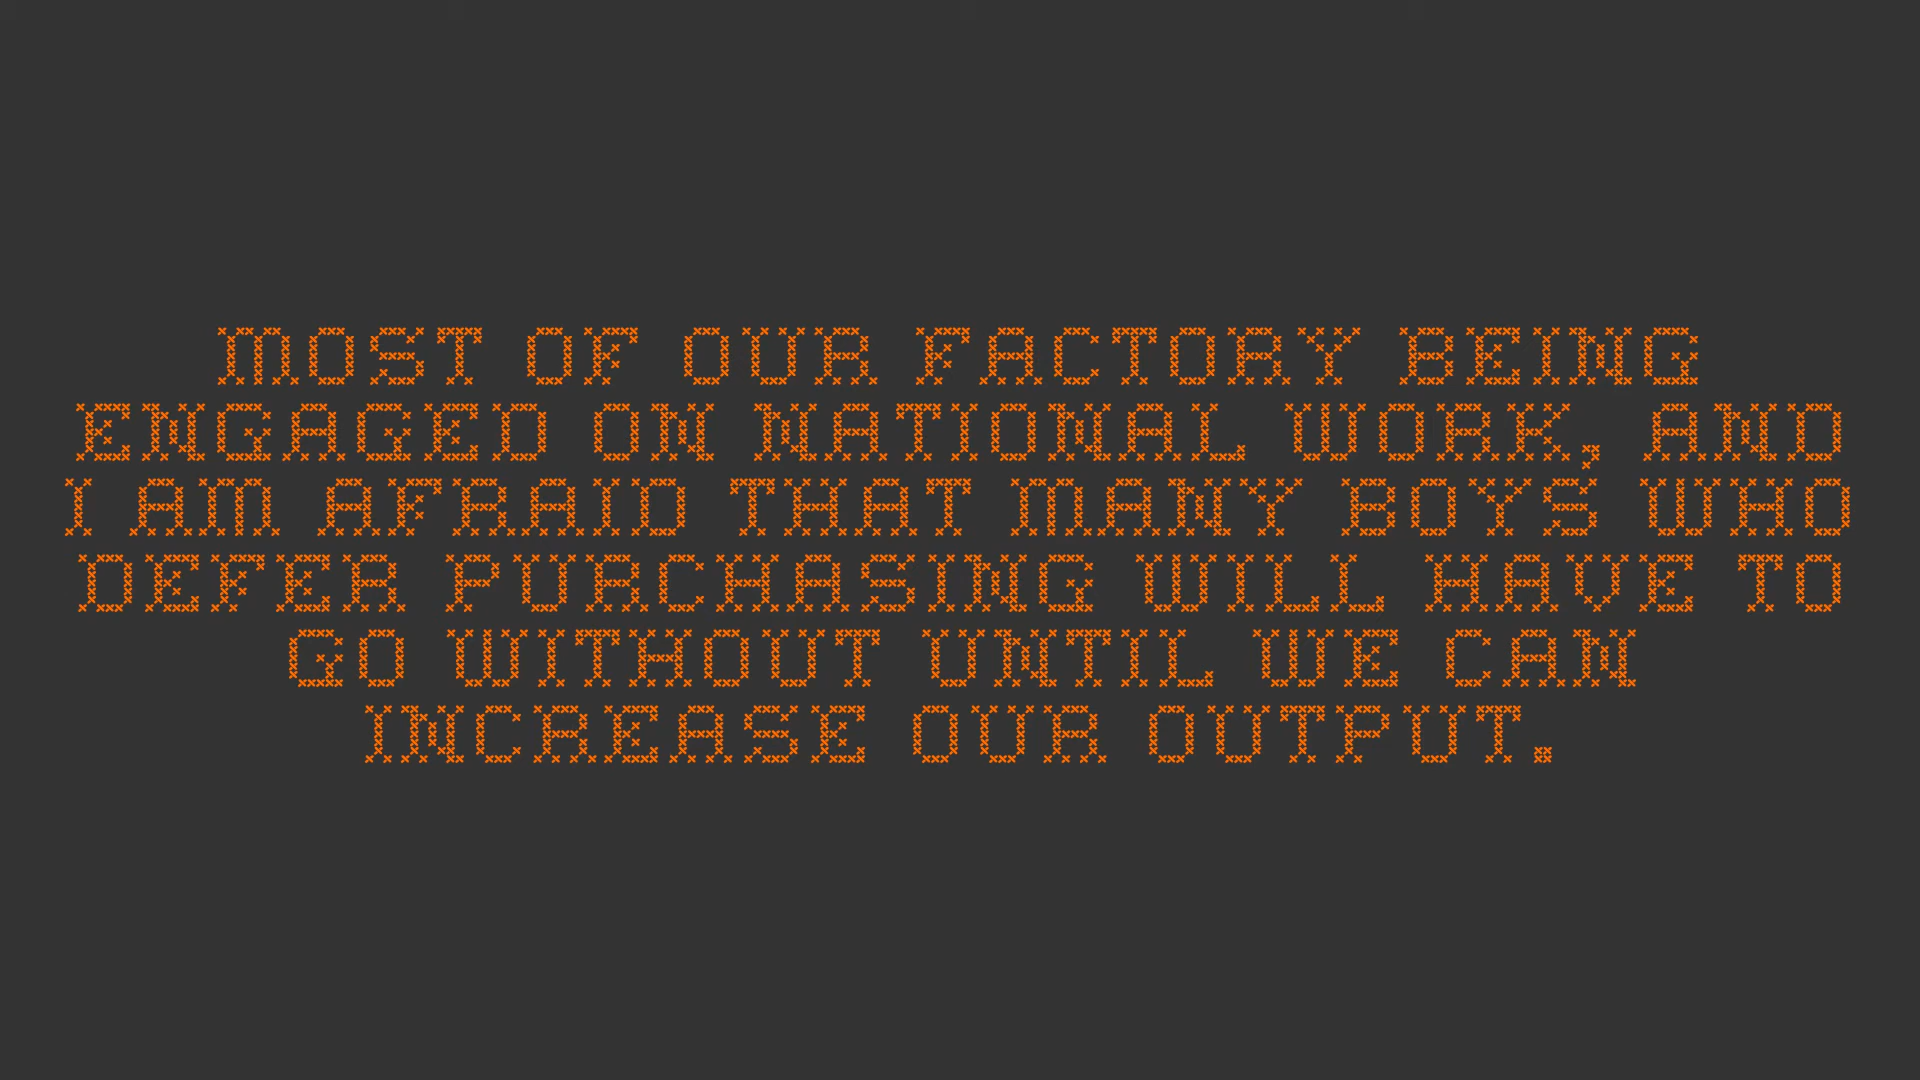 MOST OF OUR FACTORY BEING
ENGAGED ON NATIONAL WORK, AND
I AM AFRAID THAT MANY BOYS WHO
DEFER PURCHASING WILL HAVE TO
GO WITHOUT UNTIL WE CAN
INCREASE OUR OUTPUT.